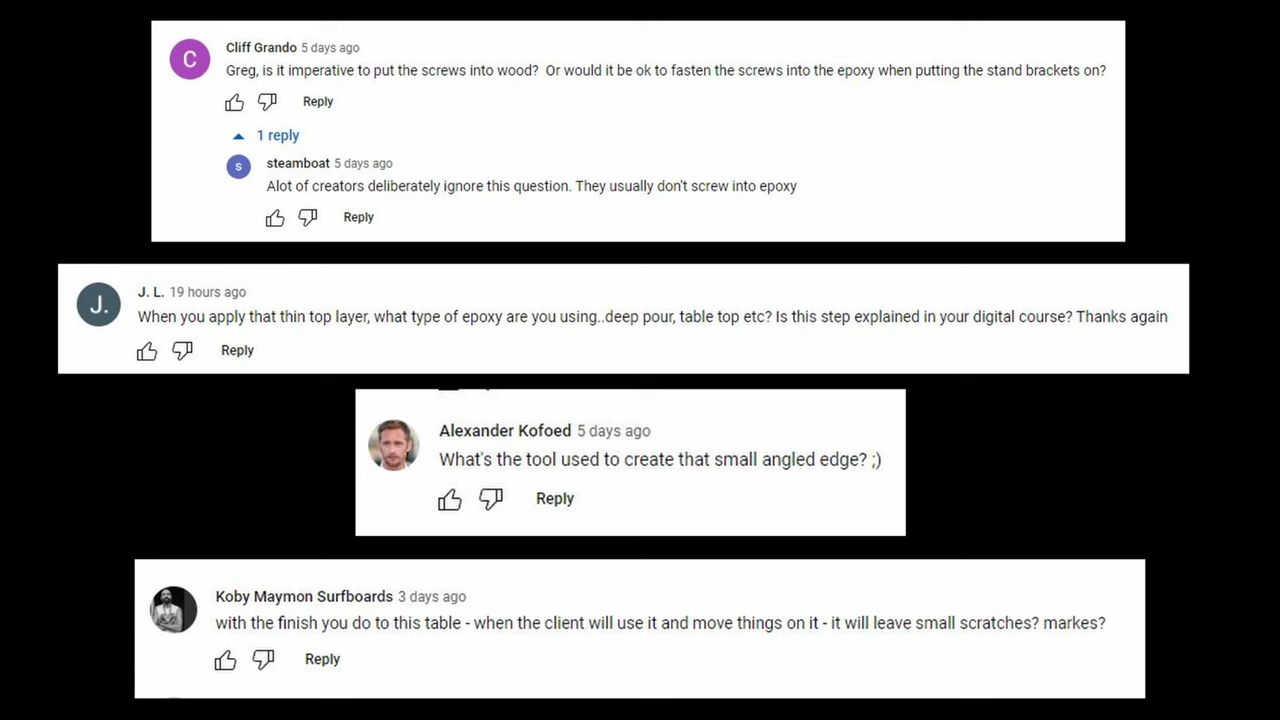 C
Cliff Grando 5 days ago
Greg, is it imperative to put the screws into wood?  Or would it be ok to fasten the screws into the epoxy when putting the stand brackets on?
Reply
1 reply
s
steamboat 5 days ago
Alot of creators deliberately ignore this question. They usually don't screw into epoxy
Reply
J.
J. L. 19 hours ago
When you apply that thin top layer, what type of epoxy are you using..deep pour, table top etc? Is this step explained in your digital course? Thanks again
Reply
Alexander Kofoed 5 days ago
What's the tool used to create that small angled edge? ;)
Reply
Koby Maymon Surfboards 3 days ago
with the finish you do to this table - when the client will use it and move things on it - it will leave small scratches? markes?
Reply